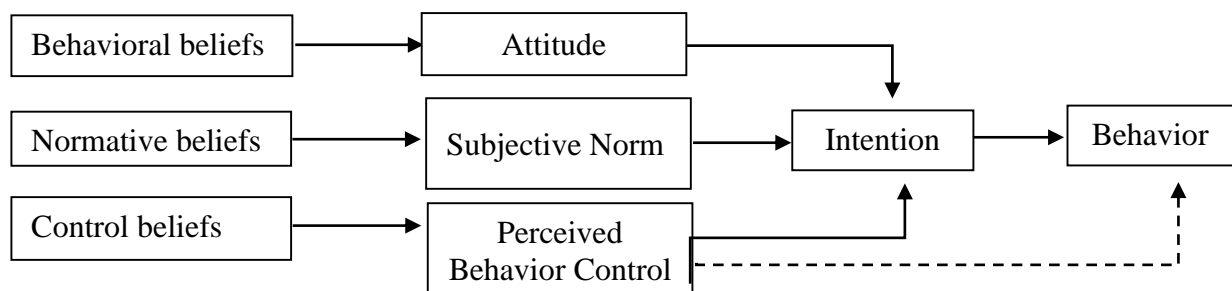 Behavioral beliefs
Attitude
Normative beliefs
Subjective Norm
Intention
Behavior
Control beliefs
Perceived
Behavior Control